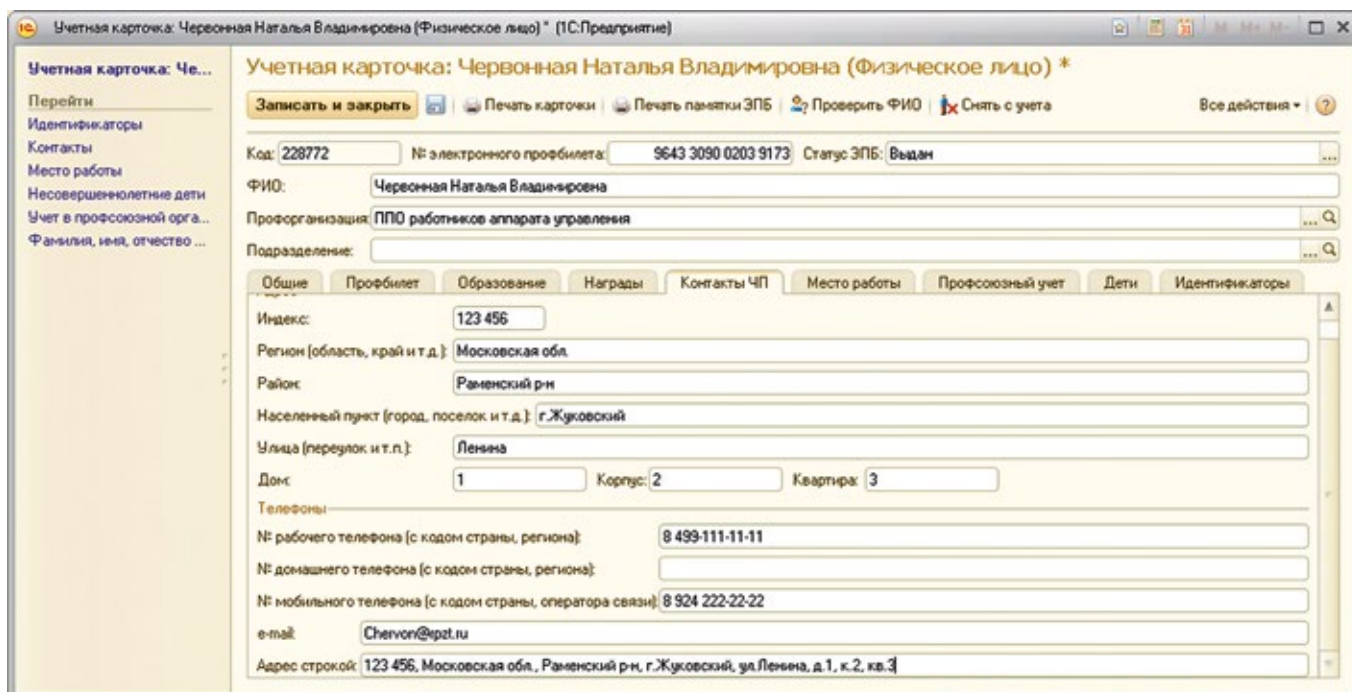 Учетная карточка: Червонная Наталья Владимировна (Физическое лицо) * (1С:Предприятие)
M M+ M-
Учетная карточка: Че...
Перейти
Идентификаторы
Контакты
Место работы
Несовершеннолетние дети
Учет в профсоюзной орга...
Фамилия, имя, отчество ...
Учетная карточка: Червонная Наталья Владимировна (Физическое лицо) *
Записать и закрыть Печать карточки Печать памятки ЭПБ Проверить ФИО Снять с учета Все действия
Код: 228772 № электронного профбилета: 9643 3090 0203 9173 Статус ЭПБ: Выдан ...
ФИО: Червонная Наталья Владимировна
Профорганизация: ППО работников аппарата управления ...
Подразделение: ...
Общие Профбилет Образование Награды Контакты ЧП Место работы Профсоюзный учет Дети Идентификаторы
Индекс: 123 456
Регион (область, край и т.д.): Московская обл.
Район: Раменский р-н
Населенный пункт (город, поселок и т.д.): г.Жуковский
Улица (переулок и т.п.): Ленина
Дом: 1 Корпус: 2 Квартира: 3
Телефоны
№ рабочего телефона (с кодом страны, региона): 8 499-111-11-11
№ домашнего телефона (с кодом страны, региона):
№ мобильного телефона (с кодом страны, оператора связи): 8 924 222-22-22
e-mail: Chervon@rpzt.ru
Адрес строкой: 123 456, Московская обл., Раменский р-н, г.Жуковский, ул.Ленина, д.1, к.2, кв.3